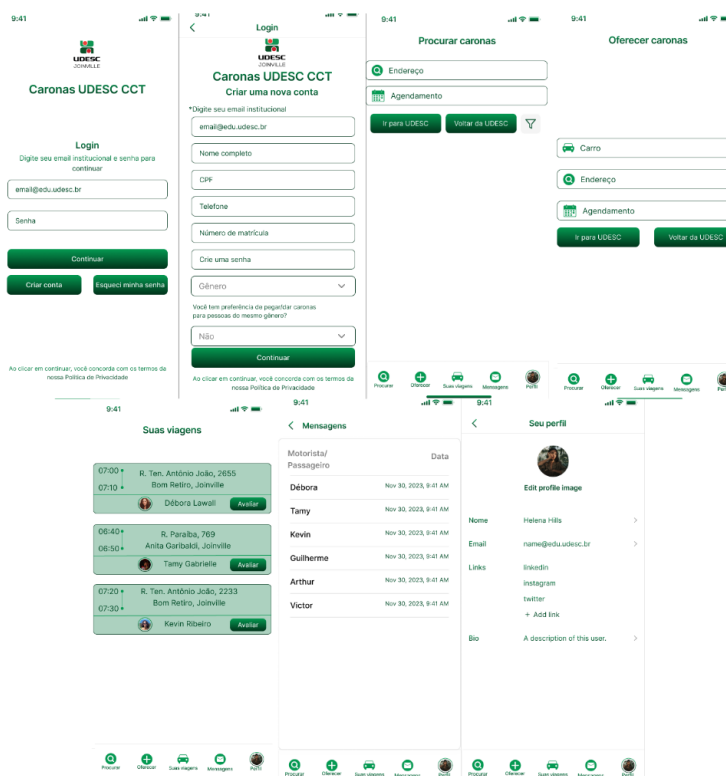 9:41
UDESC
JOINVILLE
Caronas UDESC CCT
Login
Digite seu email institucional e senha para
continuar
email@edu.udesc.br
Senha
Continuar
Criar conta
Esqueci minha senha
Ao clicar em continuar, você concorda com os termos da
nossa Política de Privacidade
9:41
Login
UDESC
JOINVILLE
Caronas UDESC CCT
Criar uma nova conta
*Digite seu email institucional
email@edu.udesc.br
Nome completo
CPF
Telefone
Número de matrícula
Crie uma senha
Gênero
Você tem preferência de pegar/dar caronas
para pessoas do mesmo gênero?
Não
Continuar
Ao clicar em continuar, você concorda com os termos da
nossa Política de Privacidade
9:41
Procurar caronas
Endereço
Agendamento
Ir para UDESC
Voltar da UDESC
Procurar
Oferecer
Suas viagens
Mensagens
Perfil
9:41
Oferecer caronas
Carro
Endereço
Agendamento
Ir para UDESC
Voltar da UDESC
Procurar
Oferecer
Suas viagens
Mensagens
Perfil
9:41
Suas viagens
07:00
R. Ten. Antônio João, 2655
07:10
Bom Retiro, Joinville
Débora Lawall
Avaliar
06:40
R. Paraíba, 769
06:50
Anita Garibaldi, Joinville
Tamy Gabrielle
Avaliar
07:20
R. Ten. Antônio João, 2233
07:30
Bom Retiro, Joinville
Kevin Ribeiro
Avaliar
Procurar
Oferecer
Suas viagens
Mensagens
Perfil
9:41
Mensagens
Motorista/
Passageiro
Data
Débora
Nov 30, 2023, 9:41 AM
Tamy
Nov 30, 2023, 9:41 AM
Kevin
Nov 30, 2023, 9:41 AM
Guilherme
Nov 30, 2023, 9:41 AM
Arthur
Nov 30, 2023, 9:41 AM
Victor
Nov 30, 2023, 9:41 AM
Procurar
Oferecer
Suas viagens
Mensagens
Perfil
9:41
Seu perfil
Edit profile image
Nome
Helena Hills
Email
name@edu.udesc.br
Links
linkedin
instagram
twitter
+ Add link
Bio
A description of this user.
Procurar
Oferecer
Suas viagens
Mensagens
Perfil